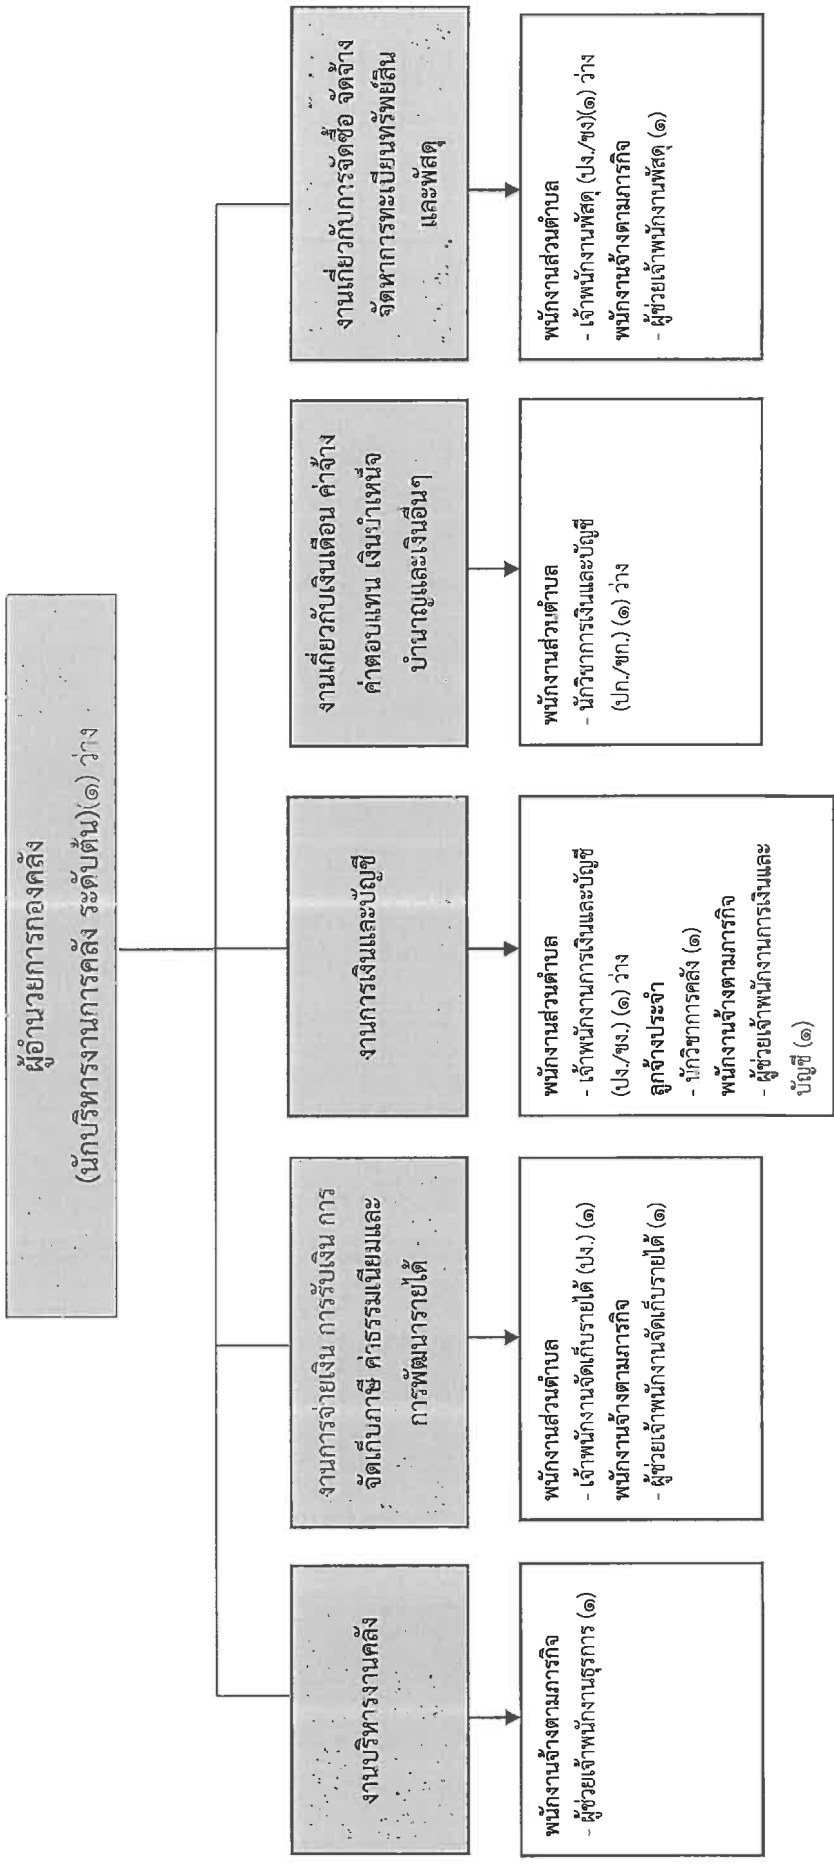 ผู้อำนวยการกองคลัง
(นักบริหารงานการคลัง ระดับต้น)(๑) ว่าง
งานบริหารงานคลัง
พนักงานจ้างตามภารกิจ
- ผู้ช่วยเจ้าพนักงานธุรการ (๑)
งานการจ่ายเงิน การรับเงิน การ
จัดเก็บภาษี ค่าธรรมเนียมและ
การพัฒนารายได้
พนักงานส่วนตำบล
- เจ้าพนักงานจัดเก็บรายได้ (ปง.) (๑)
พนักงานจ้างตามภารกิจ
- ผู้ช่วยเจ้าพนักงานจัดเก็บรายได้ (๑)
งานการเงินและบัญชี
พนักงานส่วนตำบล
- เจ้าพนักงานการเงินและบัญชี
(ปง./ชง.) (๑) ว่าง
ลูกจ้างประจำ
- นักวิชาการคลัง (๑)
พนักงานจ้างตามภารกิจ
- ผู้ช่วยเจ้าพนักงานการเงินและ
บัญชี (๑)
งานเกี่ยวกับเงินเดือน ค่าจ้าง
ค่าตอบแทน เงินบำเหน็จ
บำนาญและเงินอื่นๆ
พนักงานส่วนตำบล
- นักวิชาการเงินและบัญชี
(ปก./ชก.) (๑) ว่าง
งานเกี่ยวกับการจัดซื้อ จัดจ้าง
จัดหาการทะเบียนทรัพย์สิน
และพัสดุ
พนักงานส่วนตำบล
- เจ้าพนักงานพัสดุ (ปง./ชง)(๑) ว่าง
พนักงานจ้างตามภารกิจ
- ผู้ช่วยเจ้าพนักงานพัสดุ (๑)